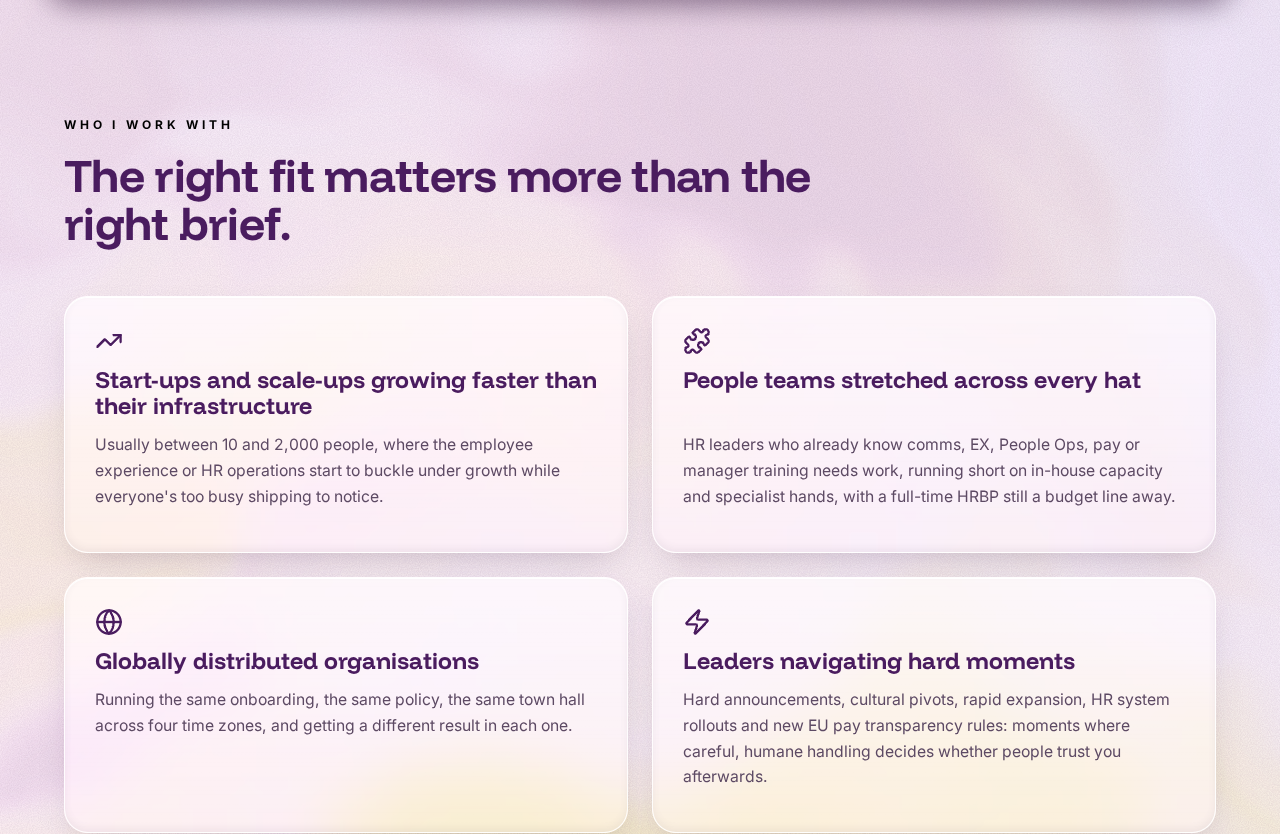 WHO I WORK WITH
The right fit matters more than the
right brief.
Start-ups and scale-ups growing faster than
their infrastructure
Usually between 10 and 2,000 people, where the employee
experience or HR operations start to buckle under growth while
everyone's too busy shipping to notice.
People teams stretched across every hat
HR leaders who already know comms, EX, People Ops, pay or
manager training needs work, running short on in-house capacity
and specialist hands, with a full-time HRBP still a budget line away.
Globally distributed organisations
Running the same onboarding, the same policy, the same town hall
across four time zones, and getting a different result in each one.
Leaders navigating hard moments
Hard announcements, cultural pivots, rapid expansion, HR system
rollouts and new EU pay transparency rules: moments where
careful, humane handling decides whether people trust you
afterwards.